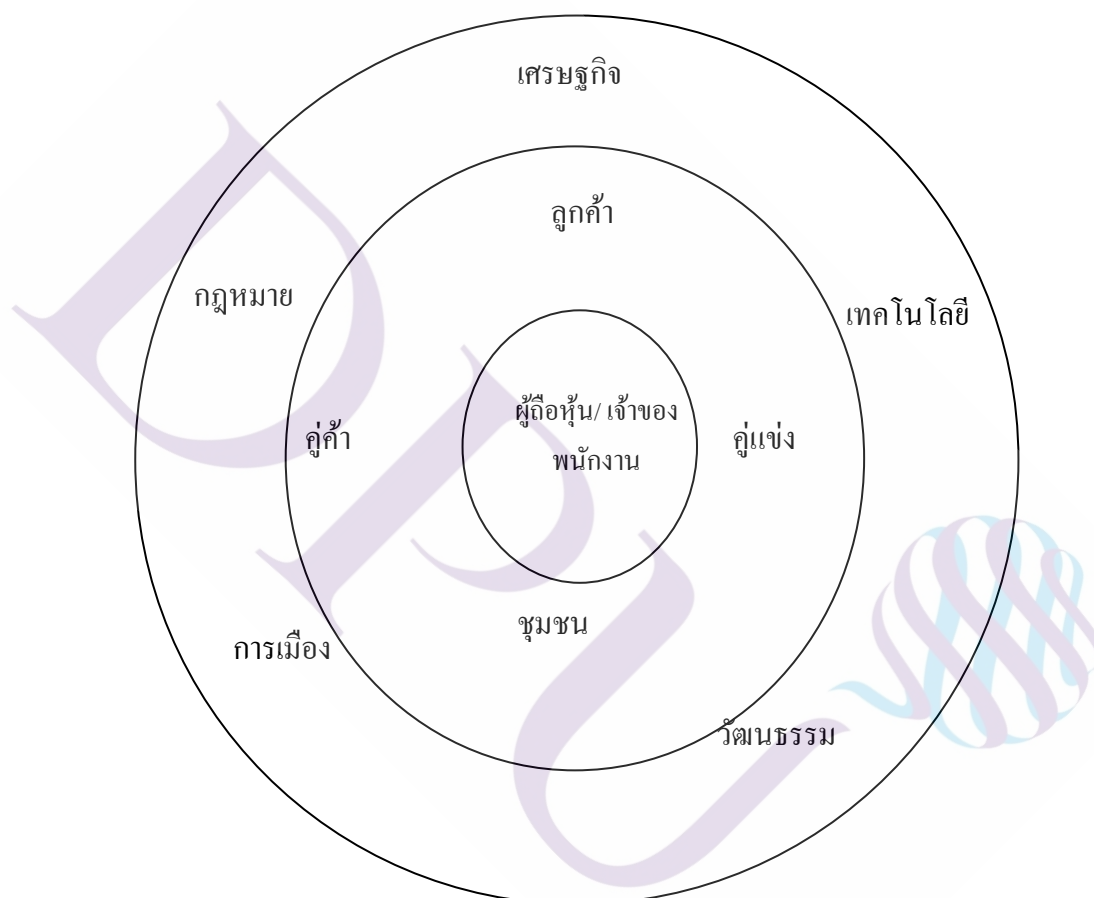 เศรษฐกิจ
ลูกค้า
กฎหมาย
เทคโนโลยี
ผู้ถือหุ้น/ เจ้าของ
พนักงาน
คู่ค้า
คู่แข่ง
ชุมชน
การเมือง
วัฒนธรรม
DPU